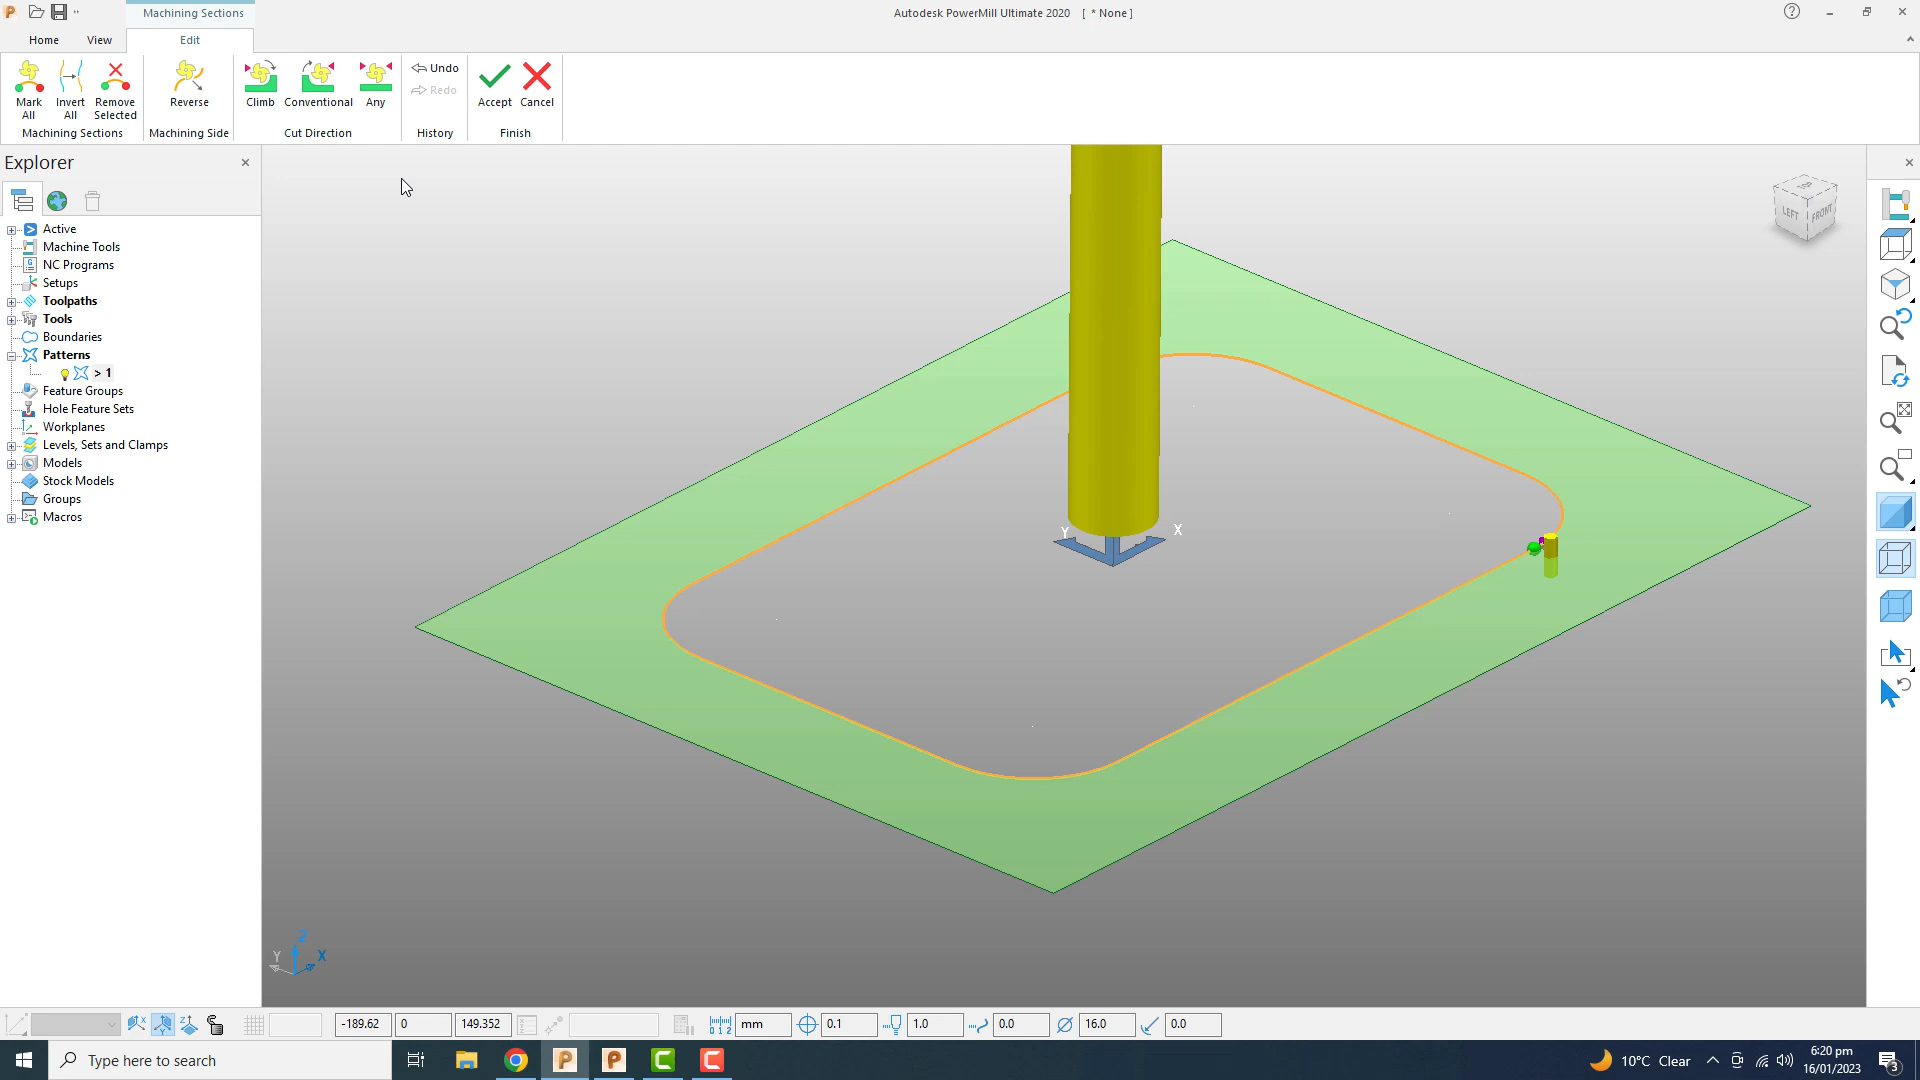 Machining Sections
Autodesk PowerMill Ultimate 2020 [ * None ]
Home View Edit
Mark All
Invert All
Remove Selected
Machining Sections
Reverse
Machining Side
Climb
Conventional
Any
Cut Direction
Undo
Redo
History
Accept
Cancel
Finish
Explorer
Active
Machine Tools
NC Programs
Setups
Toolpaths
Tools
Boundaries
Patterns
> 1
Feature Groups
Hole Feature Sets
Workplanes
Levels, Sets and Clamps
Models
Stock Models
Groups
Macros
TOP
LEFT
FRONT
Y
X
Z
Y
X
-189.62
0
149.352
mm
0.1
1.0
0.0
16.0
0.0
Type here to search
10°C Clear
6:20 pm
16/01/2023
3